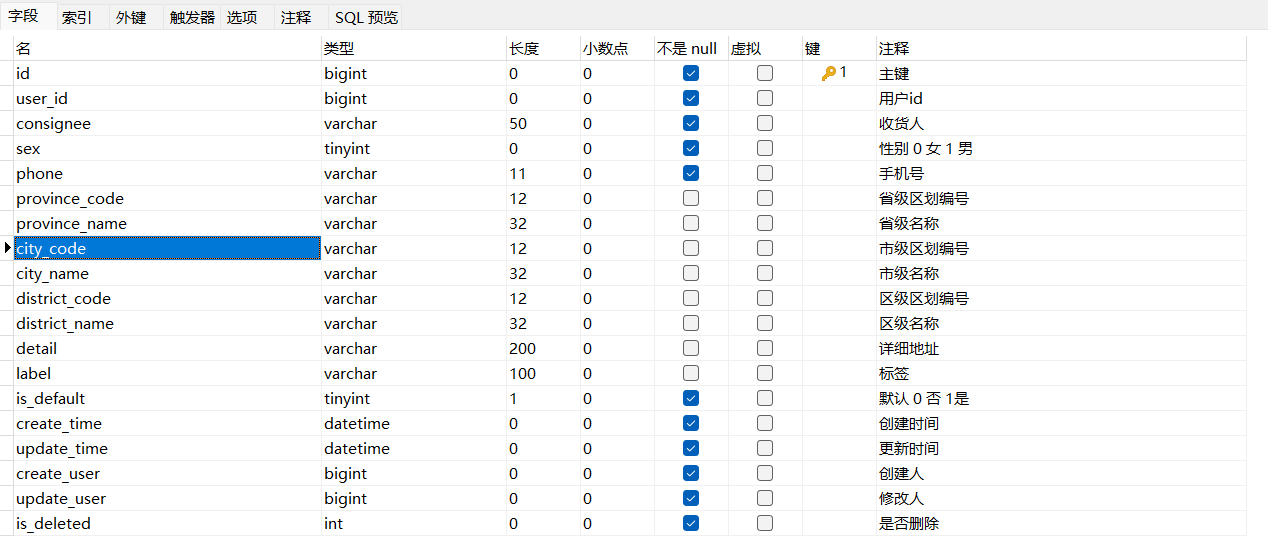 字段 索引 外键 触发器 选项 注释 SQL 预览
名 类型 长度 小数点 不是 null 虚拟 键 注释
id bigint 0 0 1 主键
user_id bigint 0 0 用户id
consignee varchar 50 0 收货人
sex tinyint 0 0 性别 0 女 1 男
phone varchar 11 0 手机号
province_code varchar 12 0 省级区划编号
province_name varchar 32 0 省级名称
city_code varchar 12 0 市级区划编号
city_name varchar 32 0 市级名称
district_code varchar 12 0 区级区划编号
district_name varchar 32 0 区级名称
detail varchar 200 0 详细地址
label varchar 100 0 标签
is_default tinyint 1 0 默认 0 否 1是
create_time datetime 0 0 创建时间
update_time datetime 0 0 更新时间
create_user bigint 0 0 创建人
update_user bigint 0 0 修改人
is_deleted int 0 0 是否删除